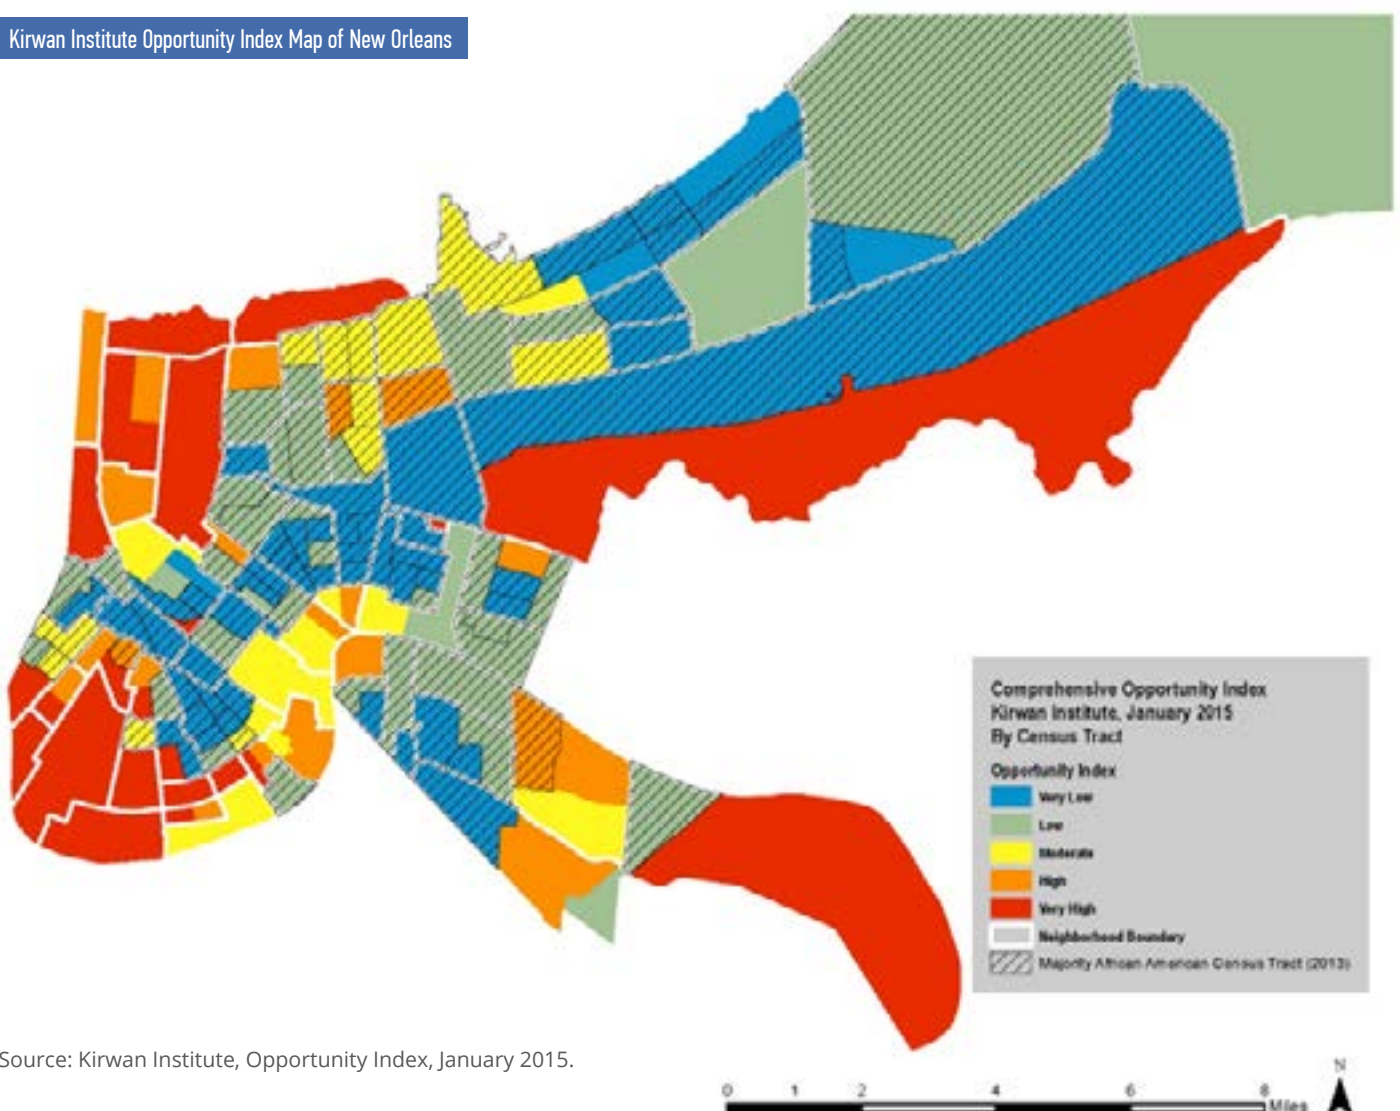 Kirwan Institute Opportunity Index Map of New Orleans
Comprehensive Opportunity Index
Kirwan Institute, January 2015
By Census Tract
Opportunity Index
Very Low
Low
Moderate
High
Very High
Neighborhood Boundary
Majority African American Census Tract (2013)
Source: Kirwan Institute, Opportunity Index, January 2015.
N
0 1 2 4 6 8
Miles